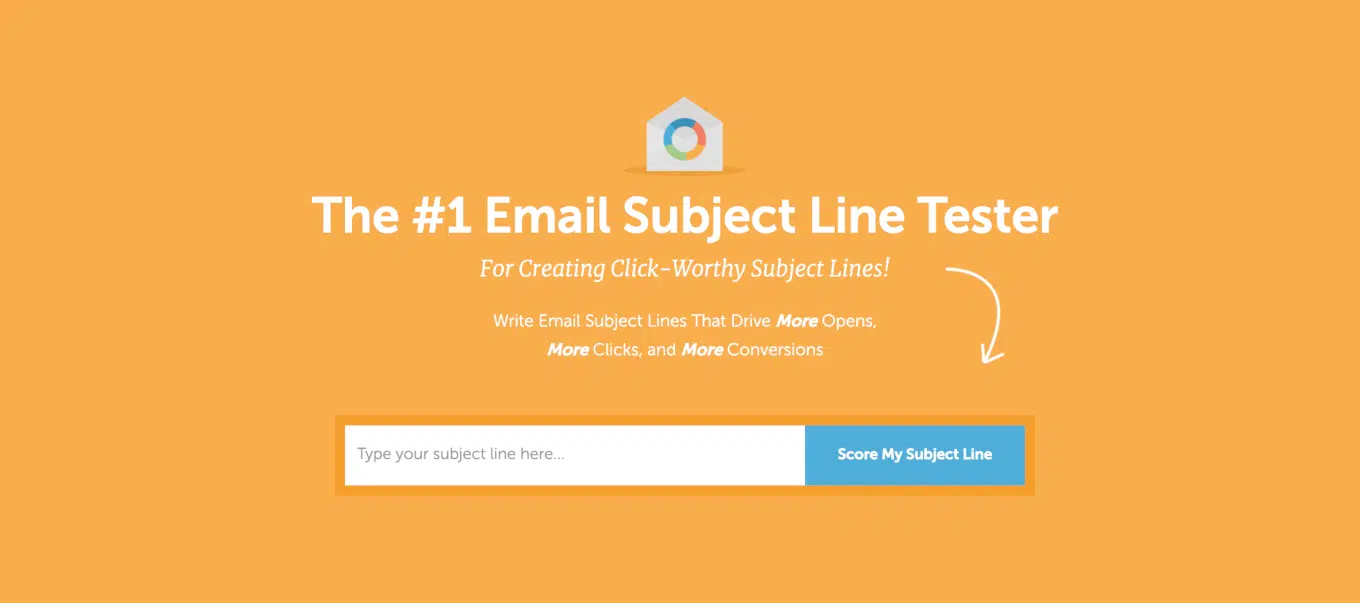 The #1 Email Subject Line Tester
For Creating Click-Worthy Subject Lines!
Write Email Subject Lines That Drive More Opens,
More Clicks, and More Conversions
Type your subject line here...
Score My Subject Line